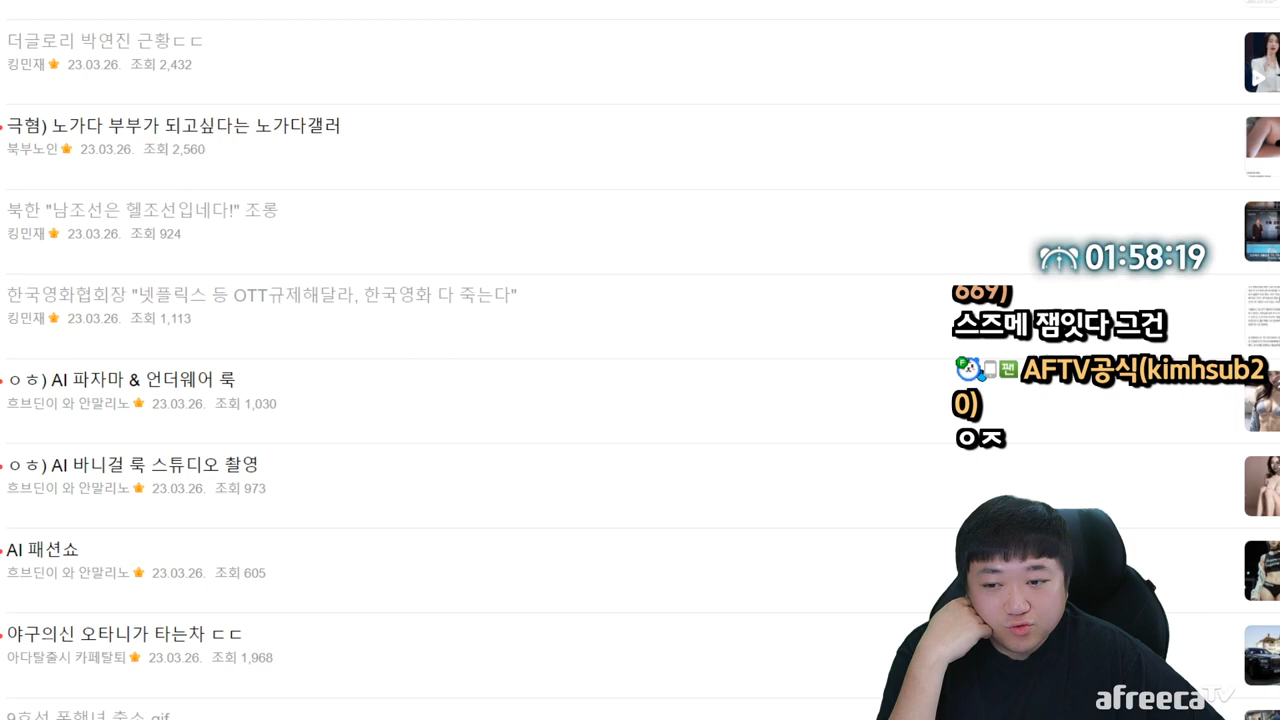 더글로리 박연진 근황ㄷㄷ
킹민재 23.03.26. 조회 2,432
극혐) 노가다 부부가 되고싶다는 노가다갤러
북부노인 23.03.26. 조회 2,560
북한 "남조선은 헬조선입네다!" 조롱
킹민재 23.03.26. 조회 924
01:58:19
한국영화협회장 "넷플릭스 등 OTT규제해달라, 한국영화 다 죽는다"
킹민재 23.03.26. 조회 1,113
669)
스즈메 잼잇다 그건
팬 AFTV공식(kimhsub2
0)
ㅇㅈ
ㅇㅎ) AI 파자마 & 언더웨어 룩
흐브딘이 와 안말리노 23.03.26. 조회 1,030
ㅇㅎ) AI 바니걸 룩 스튜디오 촬영
흐브딘이 와 안말리노 23.03.26. 조회 973
AI 패션쇼
흐브딘이 와 안말리노 23.03.26. 조회 605
야구의신 오타니가 타는차 ㄷㄷ
야다탈출시 카페탈퇴 23.03.26. 조회 1,968
afreecaTV